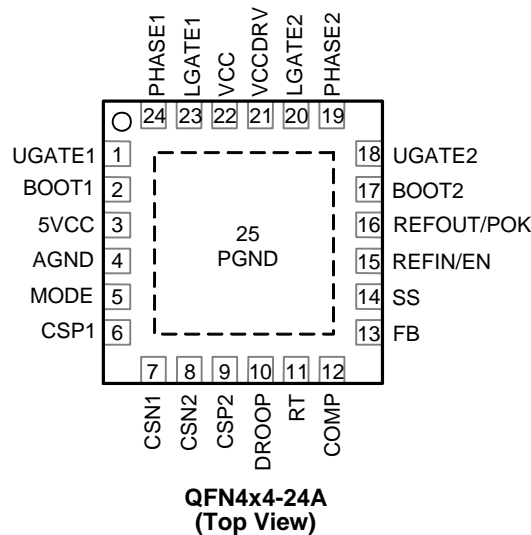 PHASE1
LGATE1
VCC
VCCDRV
LGATE2
PHASE2
24 23 22 21 20 19
UGATE1 1
BOOT1 2
5VCC 3
AGND 4
MODE 5
CSP1 6
25
PGND
18 UGATE2
17 BOOT2
16 REFOUT/POK
15 REFIN/EN
14 SS
13 FB
7 8 9 10 11 12
CSN1
CSN2
CSP2
DROOP
RT
COMP
QFN4x4-24A
(Top View)